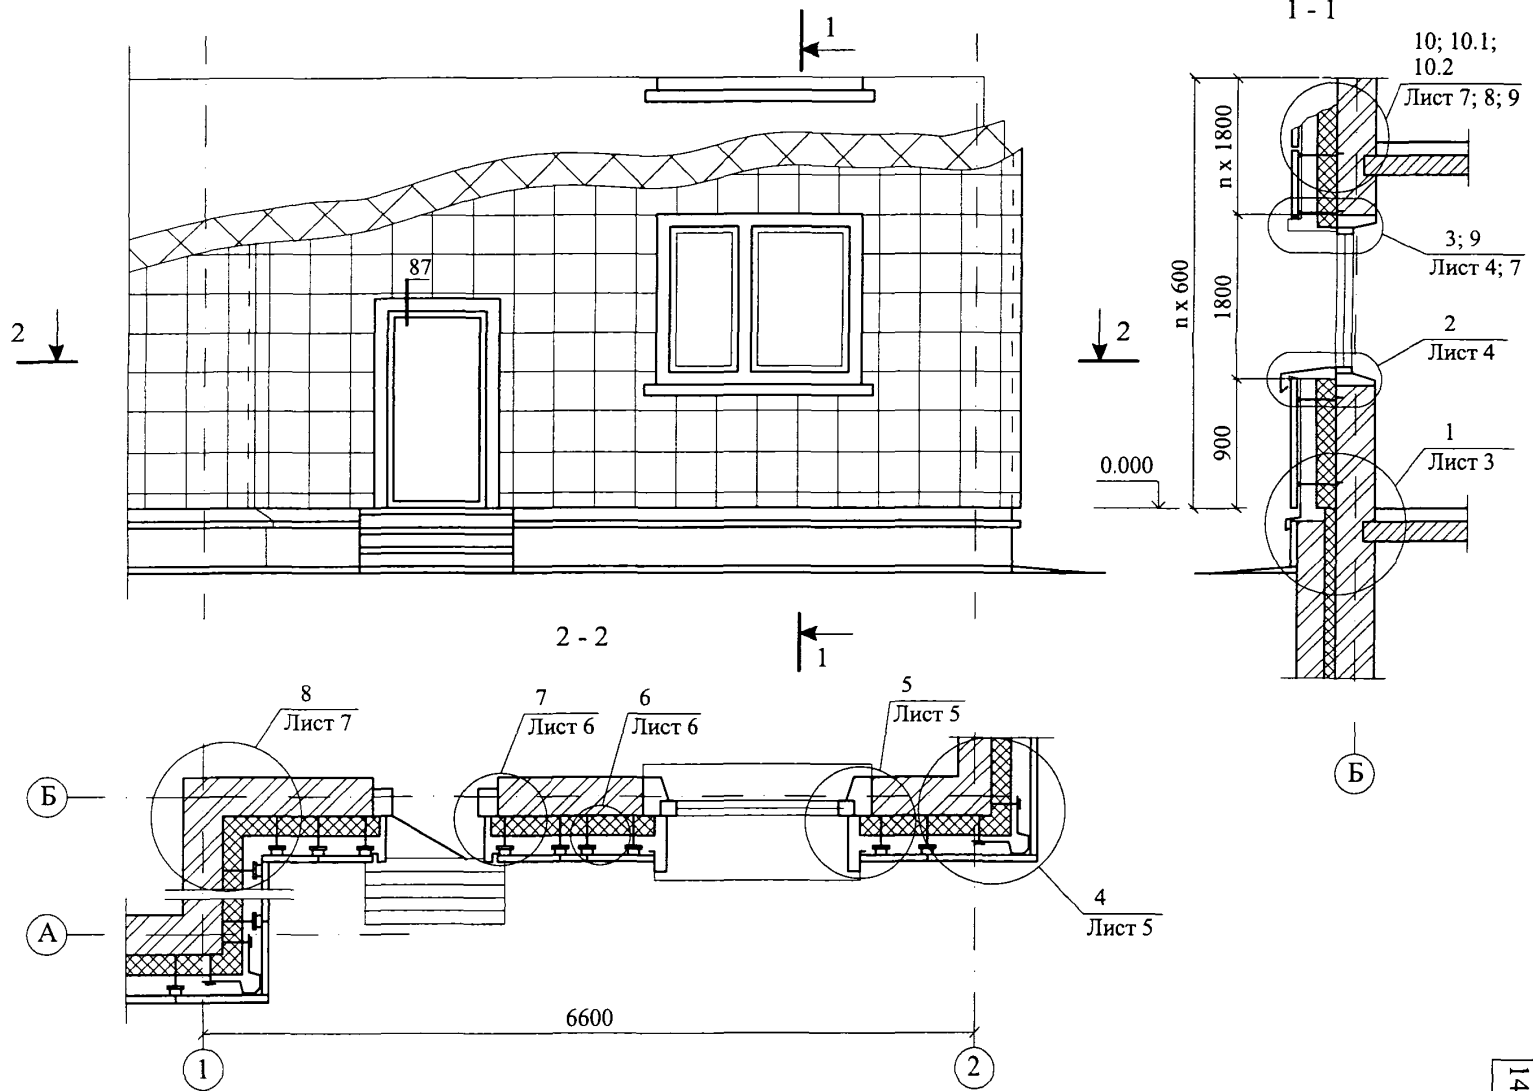 1
1 - 1
10; 10.1;
10.2
Лист 7; 8; 9
n x 1800
3; 9
Лист 4; 7
87
n x 600
1800
2
2
2
Лист 4
1
Лист 3
900
0.000
2 - 2
1
8
Лист 7
7
Лист 6
6
Лист 6
5
Лист 5
Б
Б
4
Лист 5
А
6600
1
2
14